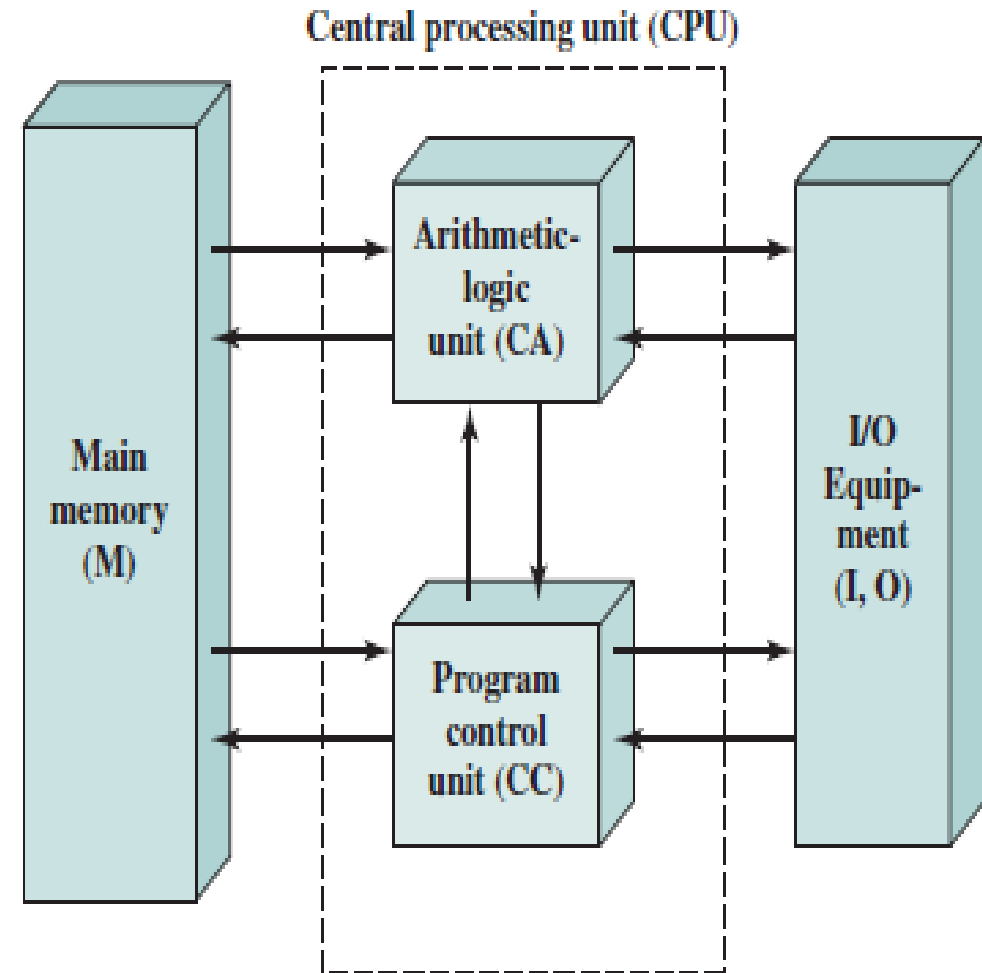 Central processing unit (CPU)
Arithmetic-
logic
unit (CA)
Main
memory
(M)
I/O
Equip-
ment
(I, O)
Program
control
unit (CC)